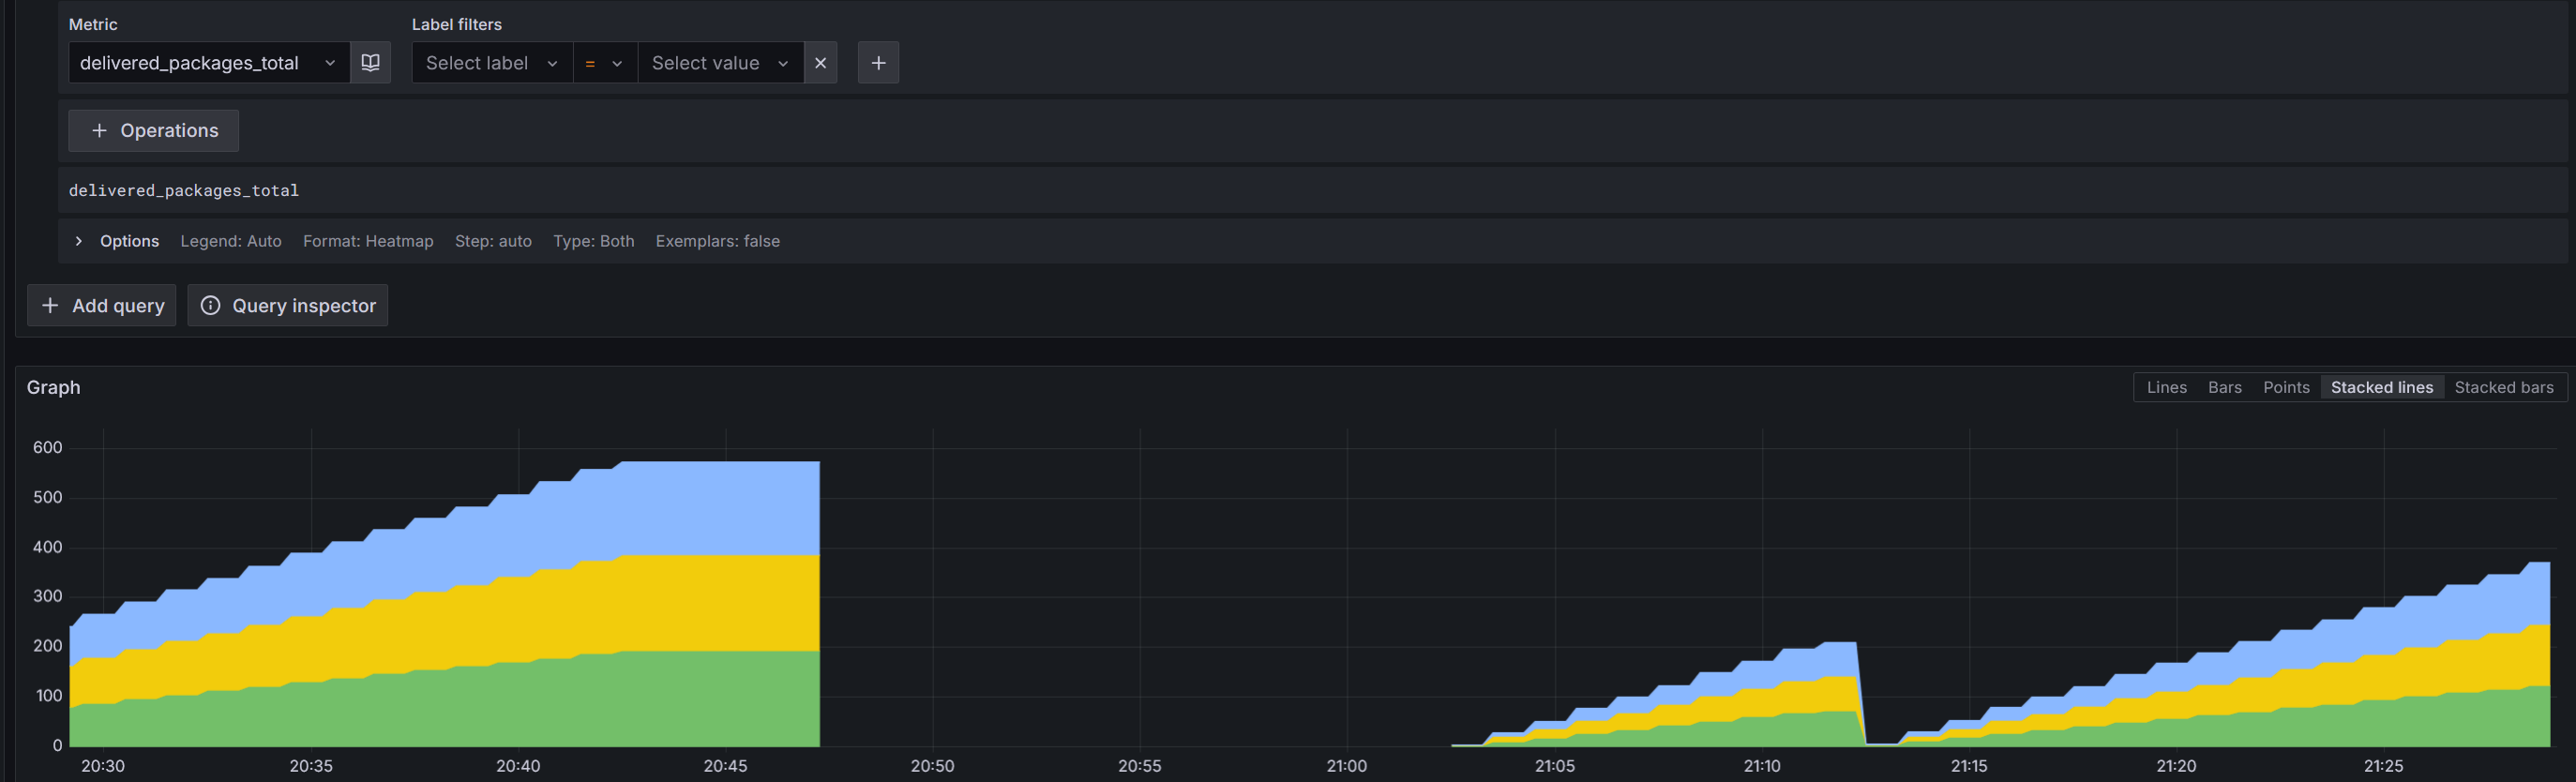 Metric Label filters
delivered_packages_total Select label = Select value
Operations
delivered_packages_total
Options Legend: Auto Format: Heatmap Step: auto Type: Both Exemplars: false
Add query Query inspector
Graph Lines Bars Points Stacked lines Stacked bars
600
500
400
300
200
100
0
20:30 20:35 20:40 20:45 20:50 20:55 21:00 21:05 21:10 21:15 21:20 21:25